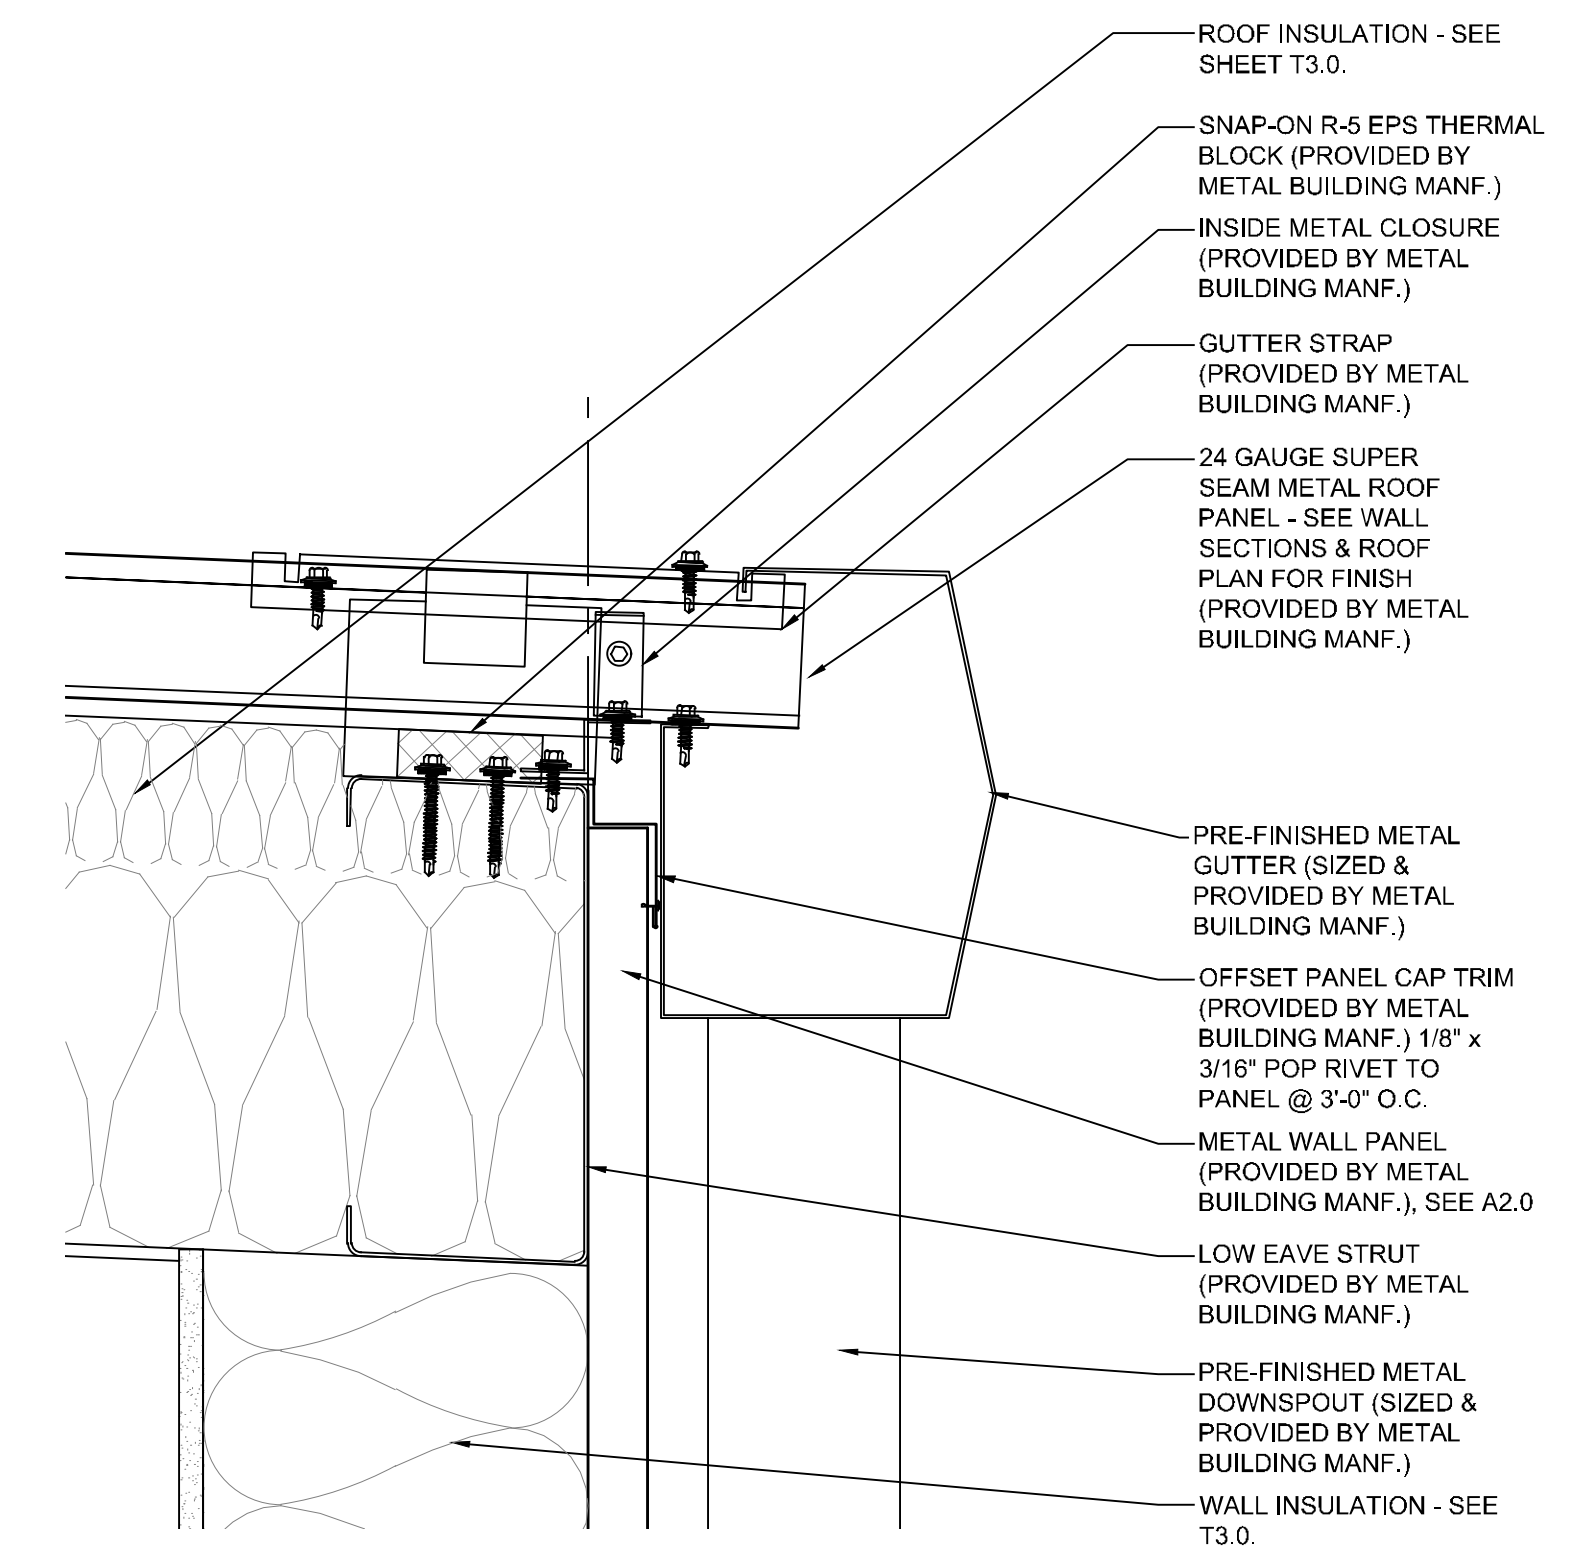 ROOF INSULATION - SEE
SHEET T3.0.
SNAP-ON R-5 EPS THERMAL
BLOCK (PROVIDED BY
METAL BUILDING MANF.)
INSIDE METAL CLOSURE
(PROVIDED BY METAL
BUILDING MANF.)
GUTTER STRAP
(PROVIDED BY METAL
BUILDING MANF.)
24 GAUGE SUPER
SEAM METAL ROOF
PANEL - SEE WALL
SECTIONS & ROOF
PLAN FOR FINISH
(PROVIDED BY METAL
BUILDING MANF.)
PRE-FINISHED METAL
GUTTER (SIZED &
PROVIDED BY METAL
BUILDING MANF.)
OFFSET PANEL CAP TRIM
(PROVIDED BY METAL
BUILDING MANF.) 1/8" x
3/16" POP RIVET TO
PANEL @ 3'-0" O.C.
METAL WALL PANEL
(PROVIDED BY METAL
BUILDING MANF.), SEE A2.0
LOW EAVE STRUT
(PROVIDED BY METAL
BUILDING MANF.)
PRE-FINISHED METAL
DOWNSPOUT (SIZED &
PROVIDED BY METAL
BUILDING MANF.)
WALL INSULATION - SEE
T3.0.